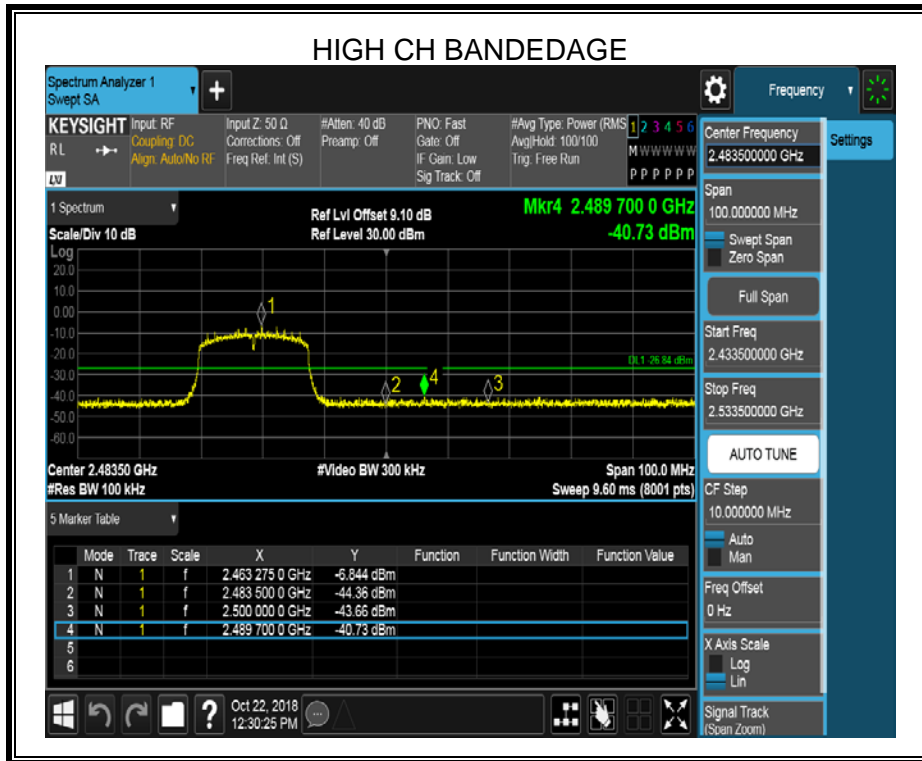 HIGH CH BANDEDAGE
Spectrum Analyzer 1
Swept SA
+
Frequency
KEYSIGHT
RL
LXI
Input: RF
Coupling: DC
Align: Auto/No RF
Input Z: 50 Ω
Corrections: Off
Freq Ref: Int (S)
#Atten: 40 dB
Preamp: Off
PNO: Fast
Gate: Off
IF Gain: Low
Sig Track: Off
#Avg Type: Power (RMS
Avg|Hold: 100/100
Trig: Free Run
1 2 3 4 5 6
M W W W W W
P P P P P P
Settings
Center Frequency
2.483500000 GHz
Span
100.000000 MHz
Swept Span
Zero Span
Full Span
Start Freq
2.433500000 GHz
Stop Freq
2.533500000 GHz
AUTO TUNE
CF Step
10.000000 MHz
Auto
Man
Freq Offset
0 Hz
X Axis Scale
Log
Lin
Signal Track
(Span Zoom)
1 Spectrum
Scale/Div 10 dB
Ref Lvl Offset 9.10 dB
Ref Level 30.00 dBm
Mkr4 2.489 700 0 GHz
-40.73 dBm
Log
20.0
10.0
0.00
-10.0
-20.0
-30.0
-40.0
-50.0
-60.0
1
2
4
3
DL1 -26.84 dBm
Center 2.48350 GHz
#Res BW 100 kHz
#Video BW 300 kHz
Span 100.0 MHz
Sweep 9.60 ms (8001 pts)
5 Marker Table
Mode Trace Scale X Y Function Function Width Function Value
1 N 1 f 2.463 275 0 GHz -6.844 dBm
2 N 1 f 2.483 500 0 GHz -44.36 dBm
3 N 1 f 2.500 000 0 GHz -43.66 dBm
4 N 1 f 2.489 700 0 GHz -40.73 dBm
5
6
?
Oct 22, 2018
12:30:25 PM